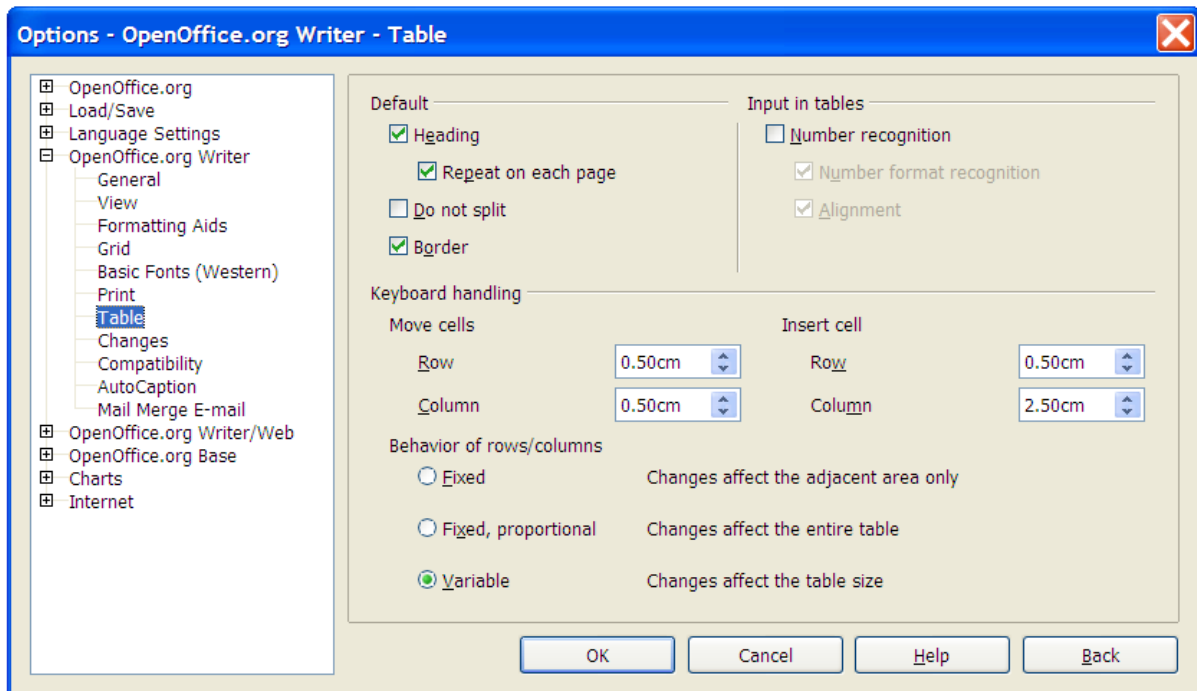 Options - OpenOffice.org Writer - Table
OpenOffice.org
Load/Save
Language Settings
OpenOffice.org Writer
General
View
Formatting Aids
Grid
Basic Fonts (Western)
Print
Table
Changes
Compatibility
AutoCaption
Mail Merge E-mail
OpenOffice.org Writer/Web
OpenOffice.org Base
Charts
Internet
Default
Heading
Repeat on each page
Do not split
Border
Input in tables
Number recognition
Number format recognition
Alignment
Keyboard handling
Move cells
Row 0.50cm
Column 0.50cm
Insert cell
Row 0.50cm
Column 2.50cm
Behavior of rows/columns
Fixed Changes affect the adjacent area only
Fixed, proportional Changes affect the entire table
Variable Changes affect the table size
OK Cancel Help Back